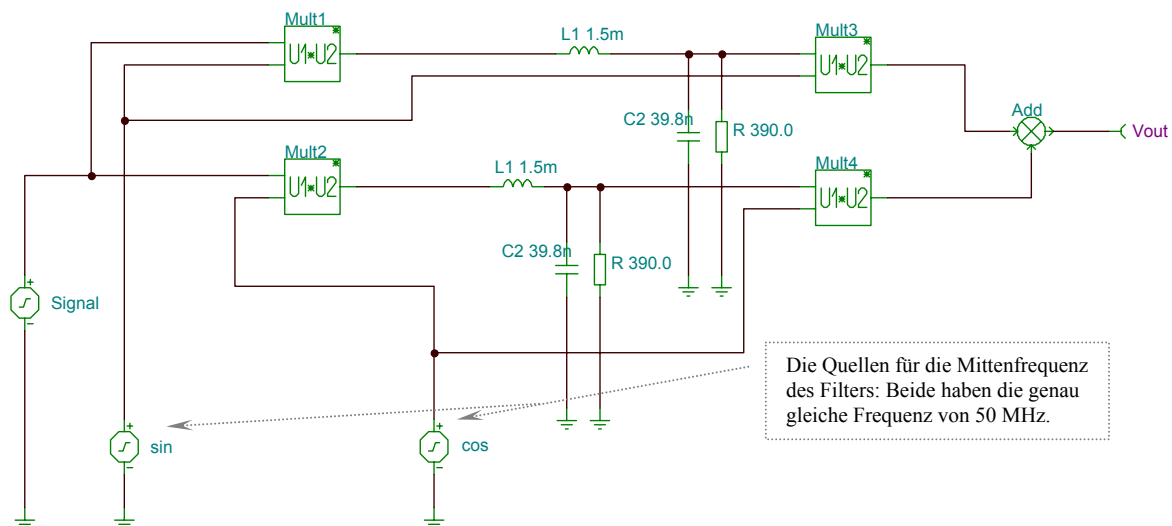 Mult1
L1 1.5m
Mult3
U1*U2
U1*U2
C2 39.8n
R 390.0
Add
Vout
Mult2
L1 1.5m
Mult4
U1*U2
U1*U2
C2 39.8n
R 390.0
Signal
Die Quellen für die Mittenfrequenz
des Filters: Beide haben die genau
gleiche Frequenz von 50 MHz.
sin
cos